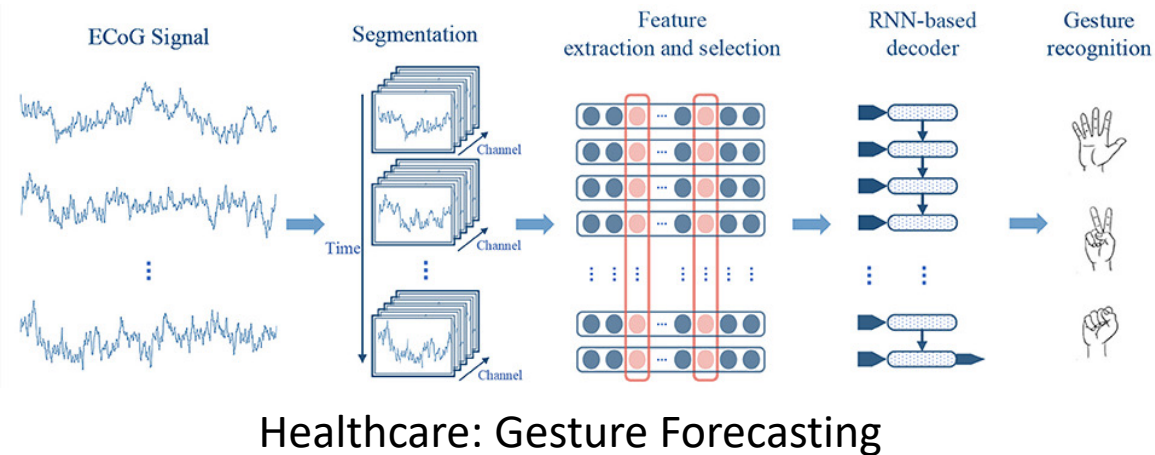 ECoG Signal
Segmentation
Feature
extraction and selection
RNN-based
decoder
Gesture
recognition
Channel
Channel
Time
Channel
Healthcare: Gesture Forecasting